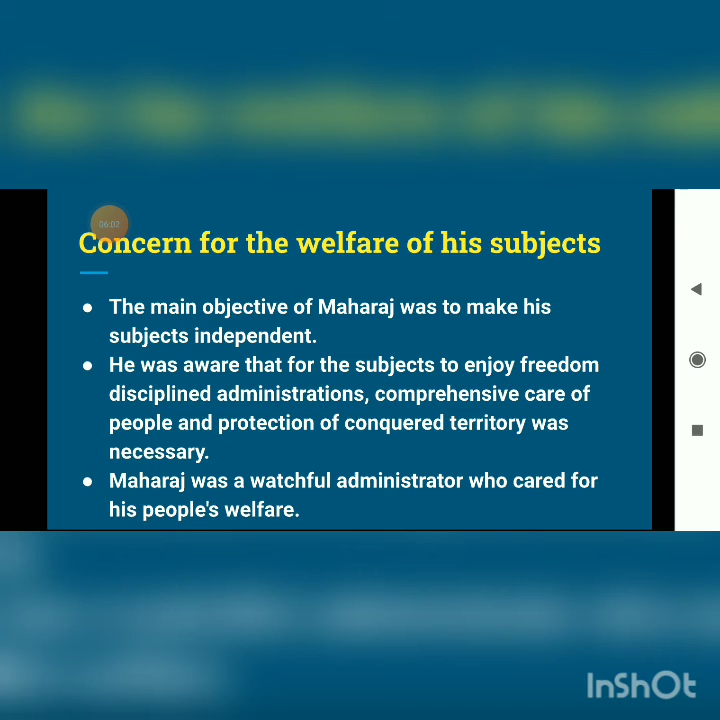 06:02
Concern for the welfare of his subjects
● The main objective of Maharaj was to make his
subjects independent.
● He was aware that for the subjects to enjoy freedom
disciplined administrations, comprehensive care of
people and protection of conquered territory was
necessary.
● Maharaj was a watchful administrator who cared for
his people's welfare.
InShOt